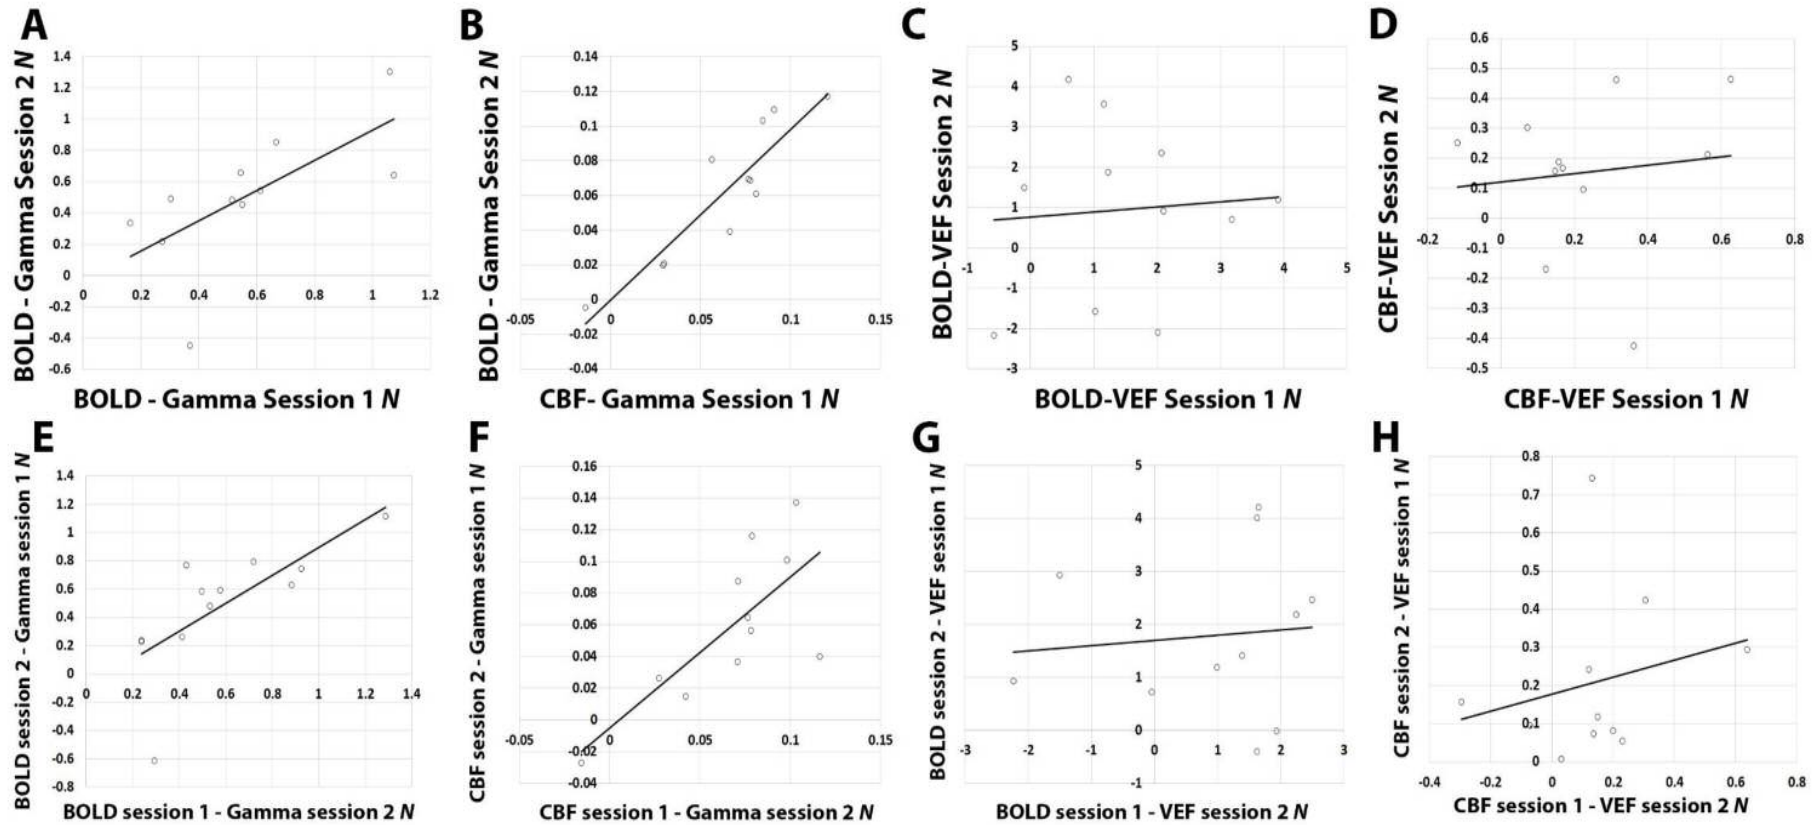 A
BOLD - Gamma Session 2 N
1.4
1.2
1
0.8
0.6
0.4
0.2
0
-0.2
-0.4
-0.6
0 0.2 0.4 0.6 0.8 1 1.2
BOLD - Gamma Session 1 N
B
BOLD - Gamma Session 2 N
0.14
0.12
0.1
0.08
0.06
0.04
0.02
0
-0.02
-0.04
-0.05 0 0.05 0.1 0.15
CBF- Gamma Session 1 N
C
BOLD-VEF Session 2 N
5
4
3
2
1
0
-1
-2
-3
-1 0 1 2 3 4 5
BOLD-VEF Session 1 N
D
CBF-VEF Session 2 N
0.6
0.5
0.4
0.3
0.2
0.1
0
-0.1
-0.2
-0.3
-0.4
-0.5
-0.2 0 0.2 0.4 0.6 0.8
CBF-VEF Session 1 N
E
BOLD session 2 - Gamma session 1 N
1.4
1.2
1
0.8
0.6
0.4
0.2
0
-0.2
-0.4
-0.6
-0.8
0 0.2 0.4 0.6 0.8 1 1.2 1.4
BOLD session 1 - Gamma session 2 N
F
CBF session 2 - Gamma session 1 N
0.16
0.14
0.12
0.1
0.08
0.06
0.04
0.02
0
-0.02
-0.04
-0.05 0 0.05 0.1 0.15
CBF session 1 - Gamma session 2 N
G
BOLD session 2 - VEF session 1 N
5
4
3
2
1
0
-1
-3 -2 -1 0 1 2 3
BOLD session 1 - VEF session 2 N
H
CBF session 2 - VEF session 1 N
0.8
0.7
0.6
0.5
0.4
0.3
0.2
0.1
0
-0.4 -0.2 0 0.2 0.4 0.6 0.8
CBF session 1 - VEF session 2 N